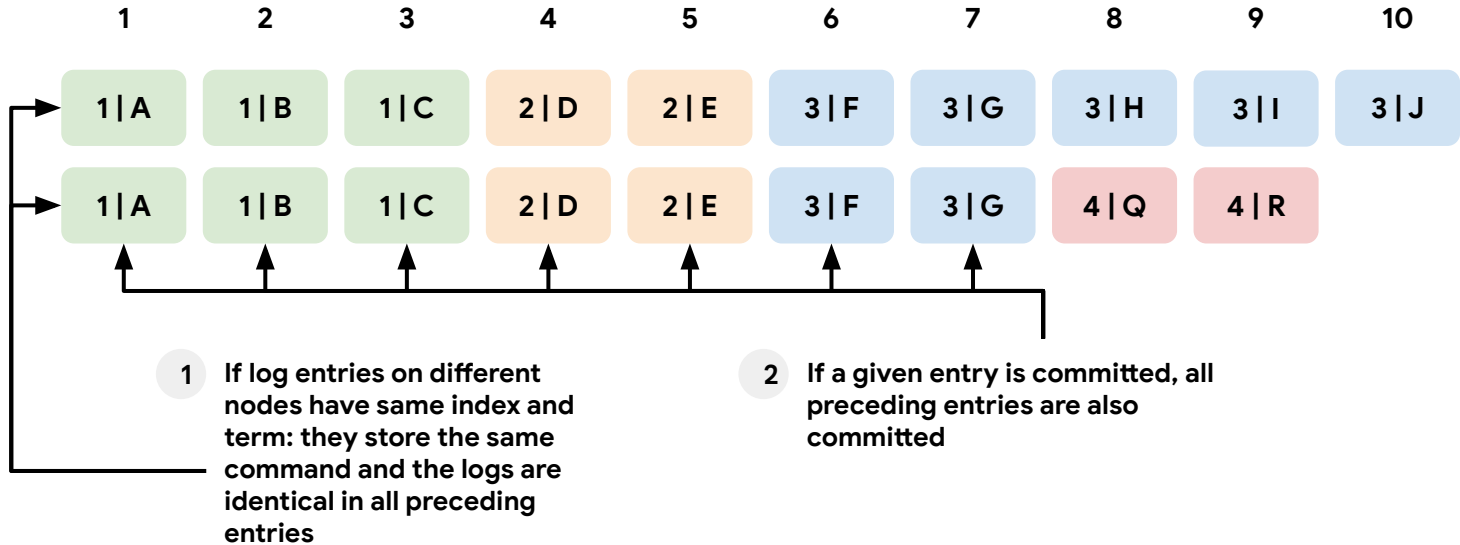 1 2 3 4 5 6 7 8 9 10
1 | A 1 | B 1 | C 2 | D 2 | E 3 | F 3 | G 3 | H 3 | I 3 | J
1 | A 1 | B 1 | C 2 | D 2 | E 3 | F 3 | G 4 | Q 4 | R
1
If log entries on different
nodes have same index and
term: they store the same
command and the logs are
identical in all preceding
entries
2
If a given entry is committed, all
preceding entries are also
committed